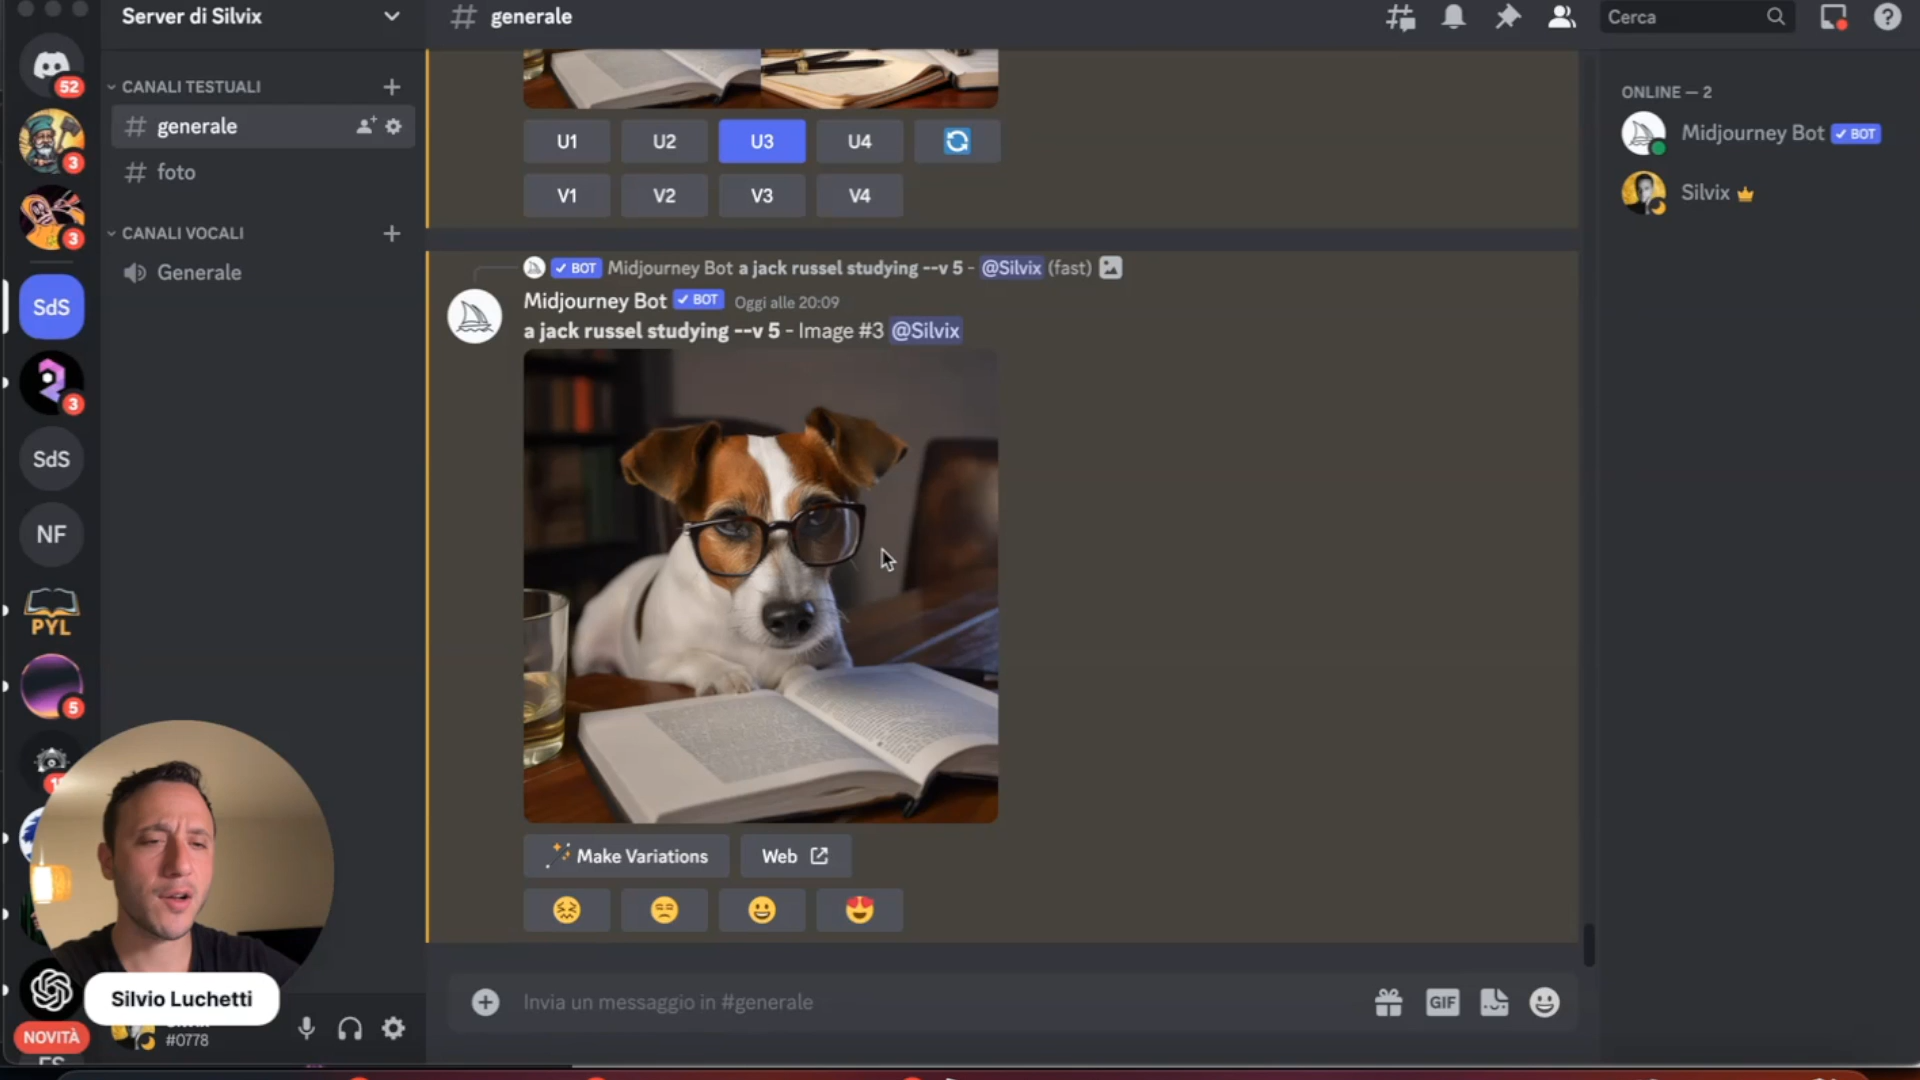 Server di Silvix
generale
Cerca
52
CANALI TESTUALI
generale
3
foto
3
CANALI VOCALI
Generale
SdS
3
SdS
NF
PYL
5
U1 U2 U3 U4
V1 V2 V3 V4
BOT Midjourney Bot a jack russel studying --v 5 - @Silvix (fast)
Midjourney Bot BOT Oggi alle 20:09
a jack russel studying --v 5 - Image #3 @Silvix
Make Variations Web
Invia un messaggio in #generale
GIF
ONLINE — 2
Midjourney Bot BOT
Silvix
Silvio Luchetti
#0778
NOVITÀ